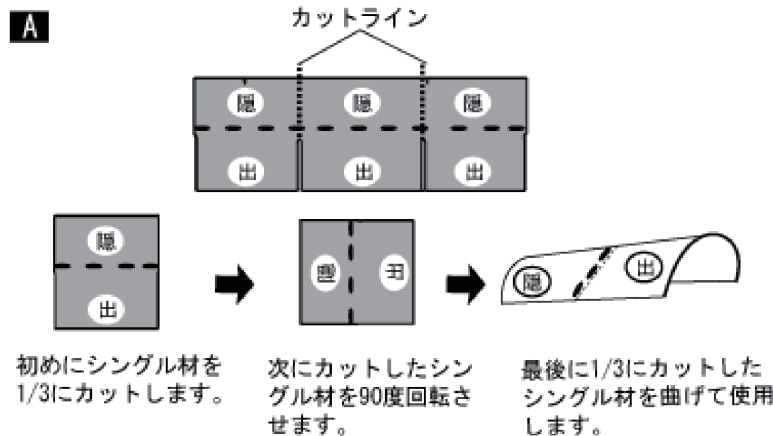 A
カットライン
隠 隠 隠
出 出 出
隠
出
隠 出
隠 出
初めにシングル材を
1/3にカットします。
次にカットしたシン
グル材を90度回転さ
せます。
最後に1/3にカットした
シングル材を曲げて使用
します。